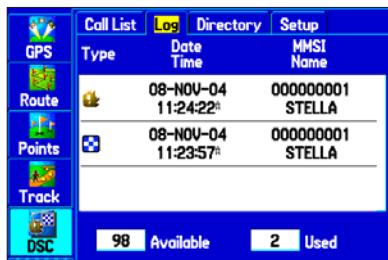 GPS
Route
Points
Track
DSC
Call List Log Directory Setup
Type Date Time MMSI Name
08-NOV-04 000000001
11:24:22 STELLA
08-NOV-04 000000001
11:23:57 STELLA
98 Available 2 Used